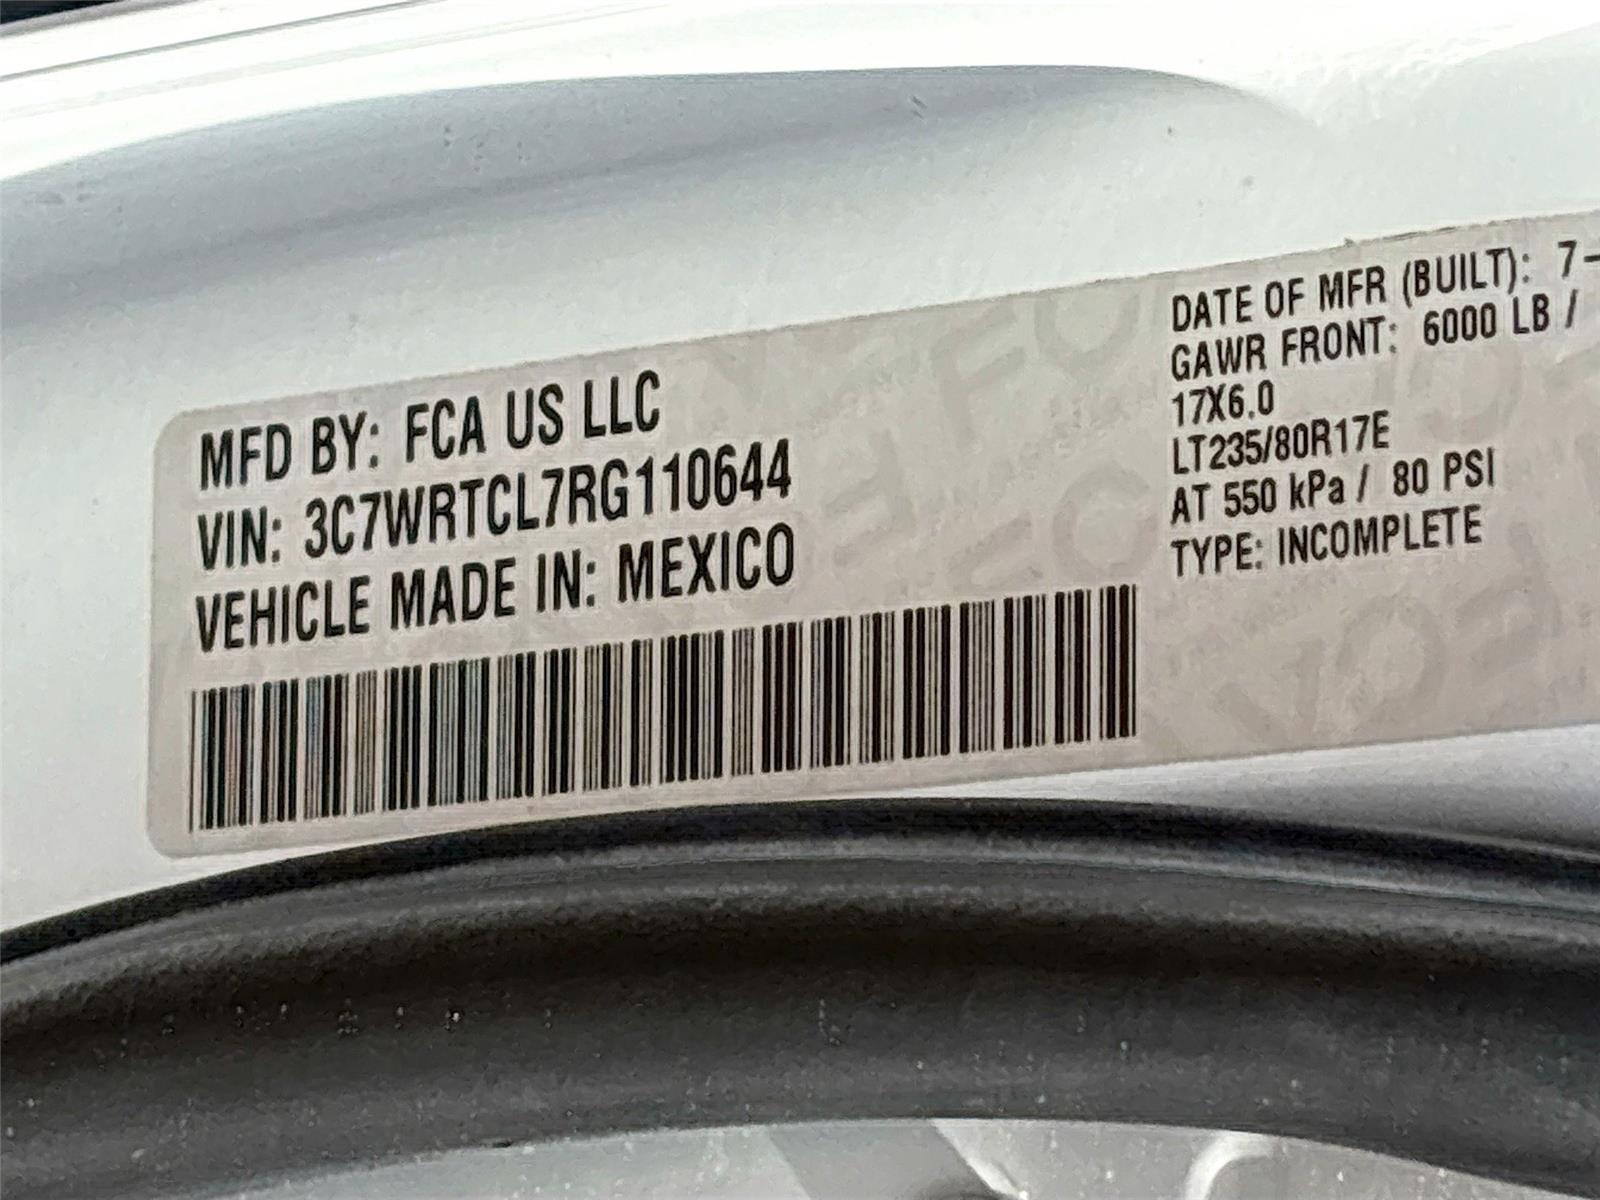 MFD BY: FCA US LLC
VIN: 3C7WRTCL7RG110644
VEHICLE MADE IN: MEXICO
DATE OF MFR (BUILT): 7-
GAWR FRONT: 6000 LB /
17X6.0
LT235/80R17E
AT 550 kPa / 80 PSI
TYPE: INCOMPLETE